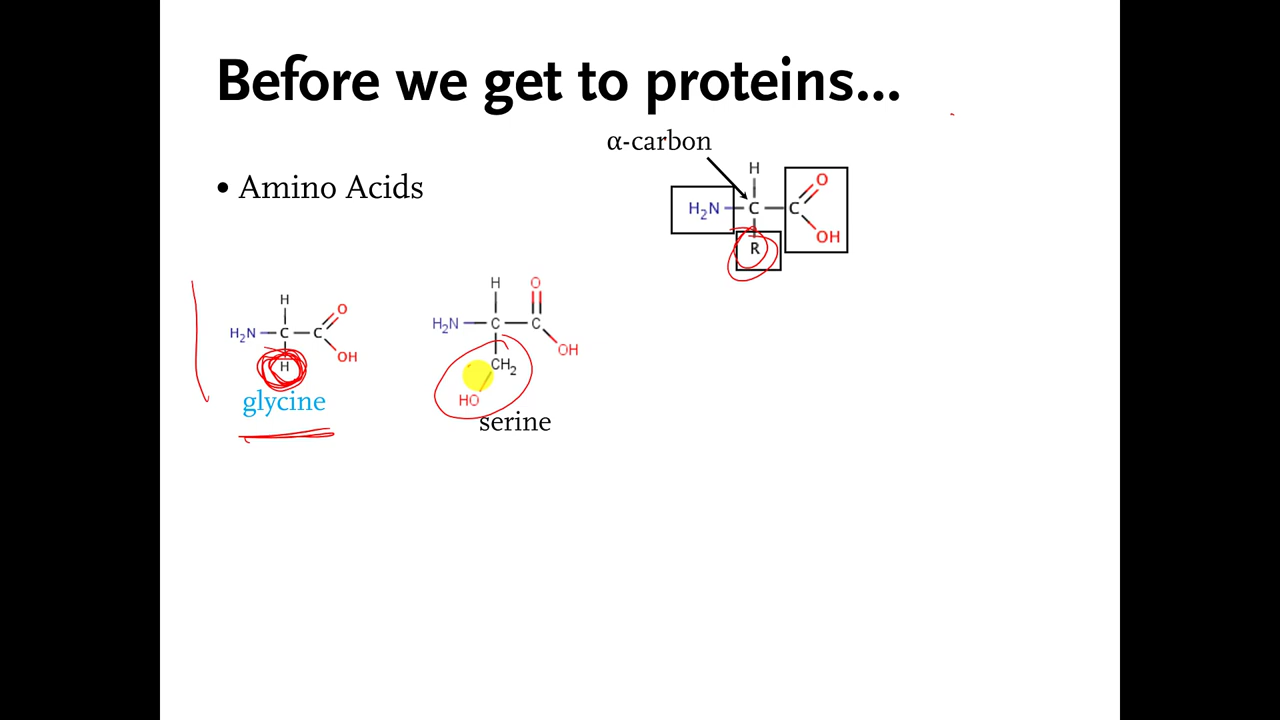 Before we get to proteins...
α-carbon
• Amino Acids
H
H₂N C C O
OH
R
H
H₂N C C O
OH
H
glycine
H O
H₂N C C
OH
CH₂
HO
serine